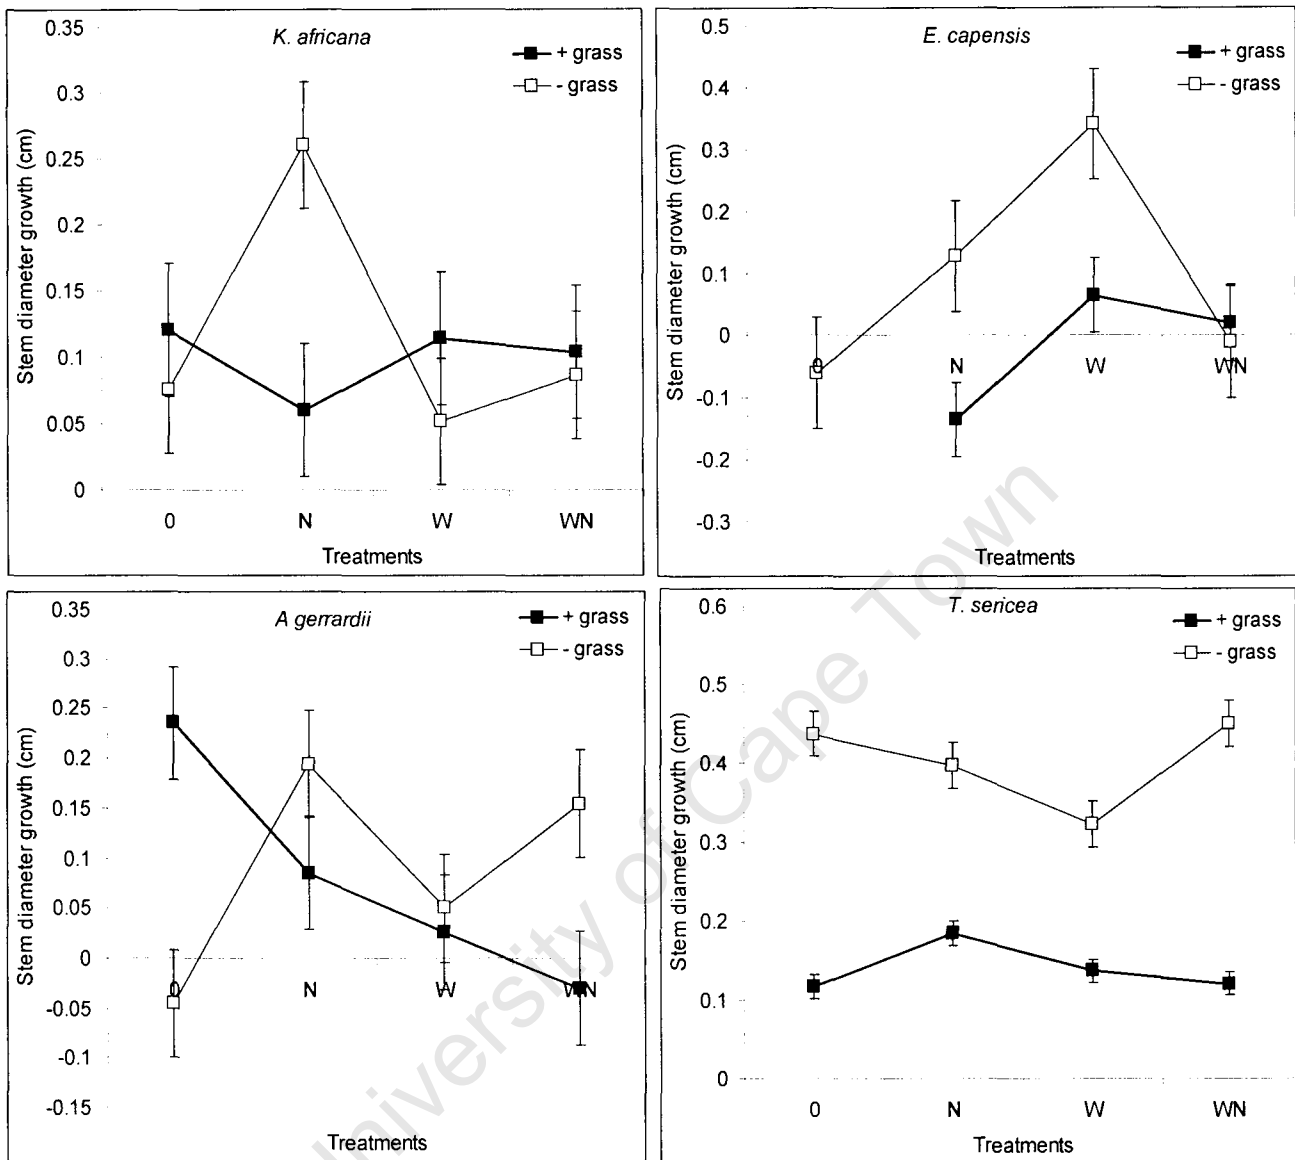 K. africana
+ grass
- grass
Stem diameter growth (cm)
0.35
0.3
0.25
0.2
0.15
0.1
0.05
0
0 N W WN
Treatments
E. capensis
+ grass
- grass
Stem diameter growth (cm)
0.5
0.4
0.3
0.2
0.1
0
-0.1
-0.2
-0.3
0 N W WN
Treatments
A gerrardii
+ grass
- grass
Stem diameter growth (cm)
0.35
0.3
0.25
0.2
0.15
0.1
0.05
0
-0.05
-0.1
-0.15
0 N W WN
Treatments
T. sericea
+ grass
- grass
Stem diameter growth (cm)
0.6
0.5
0.4
0.3
0.2
0.1
0
0 N W WN
Treatments
University of Cape Town